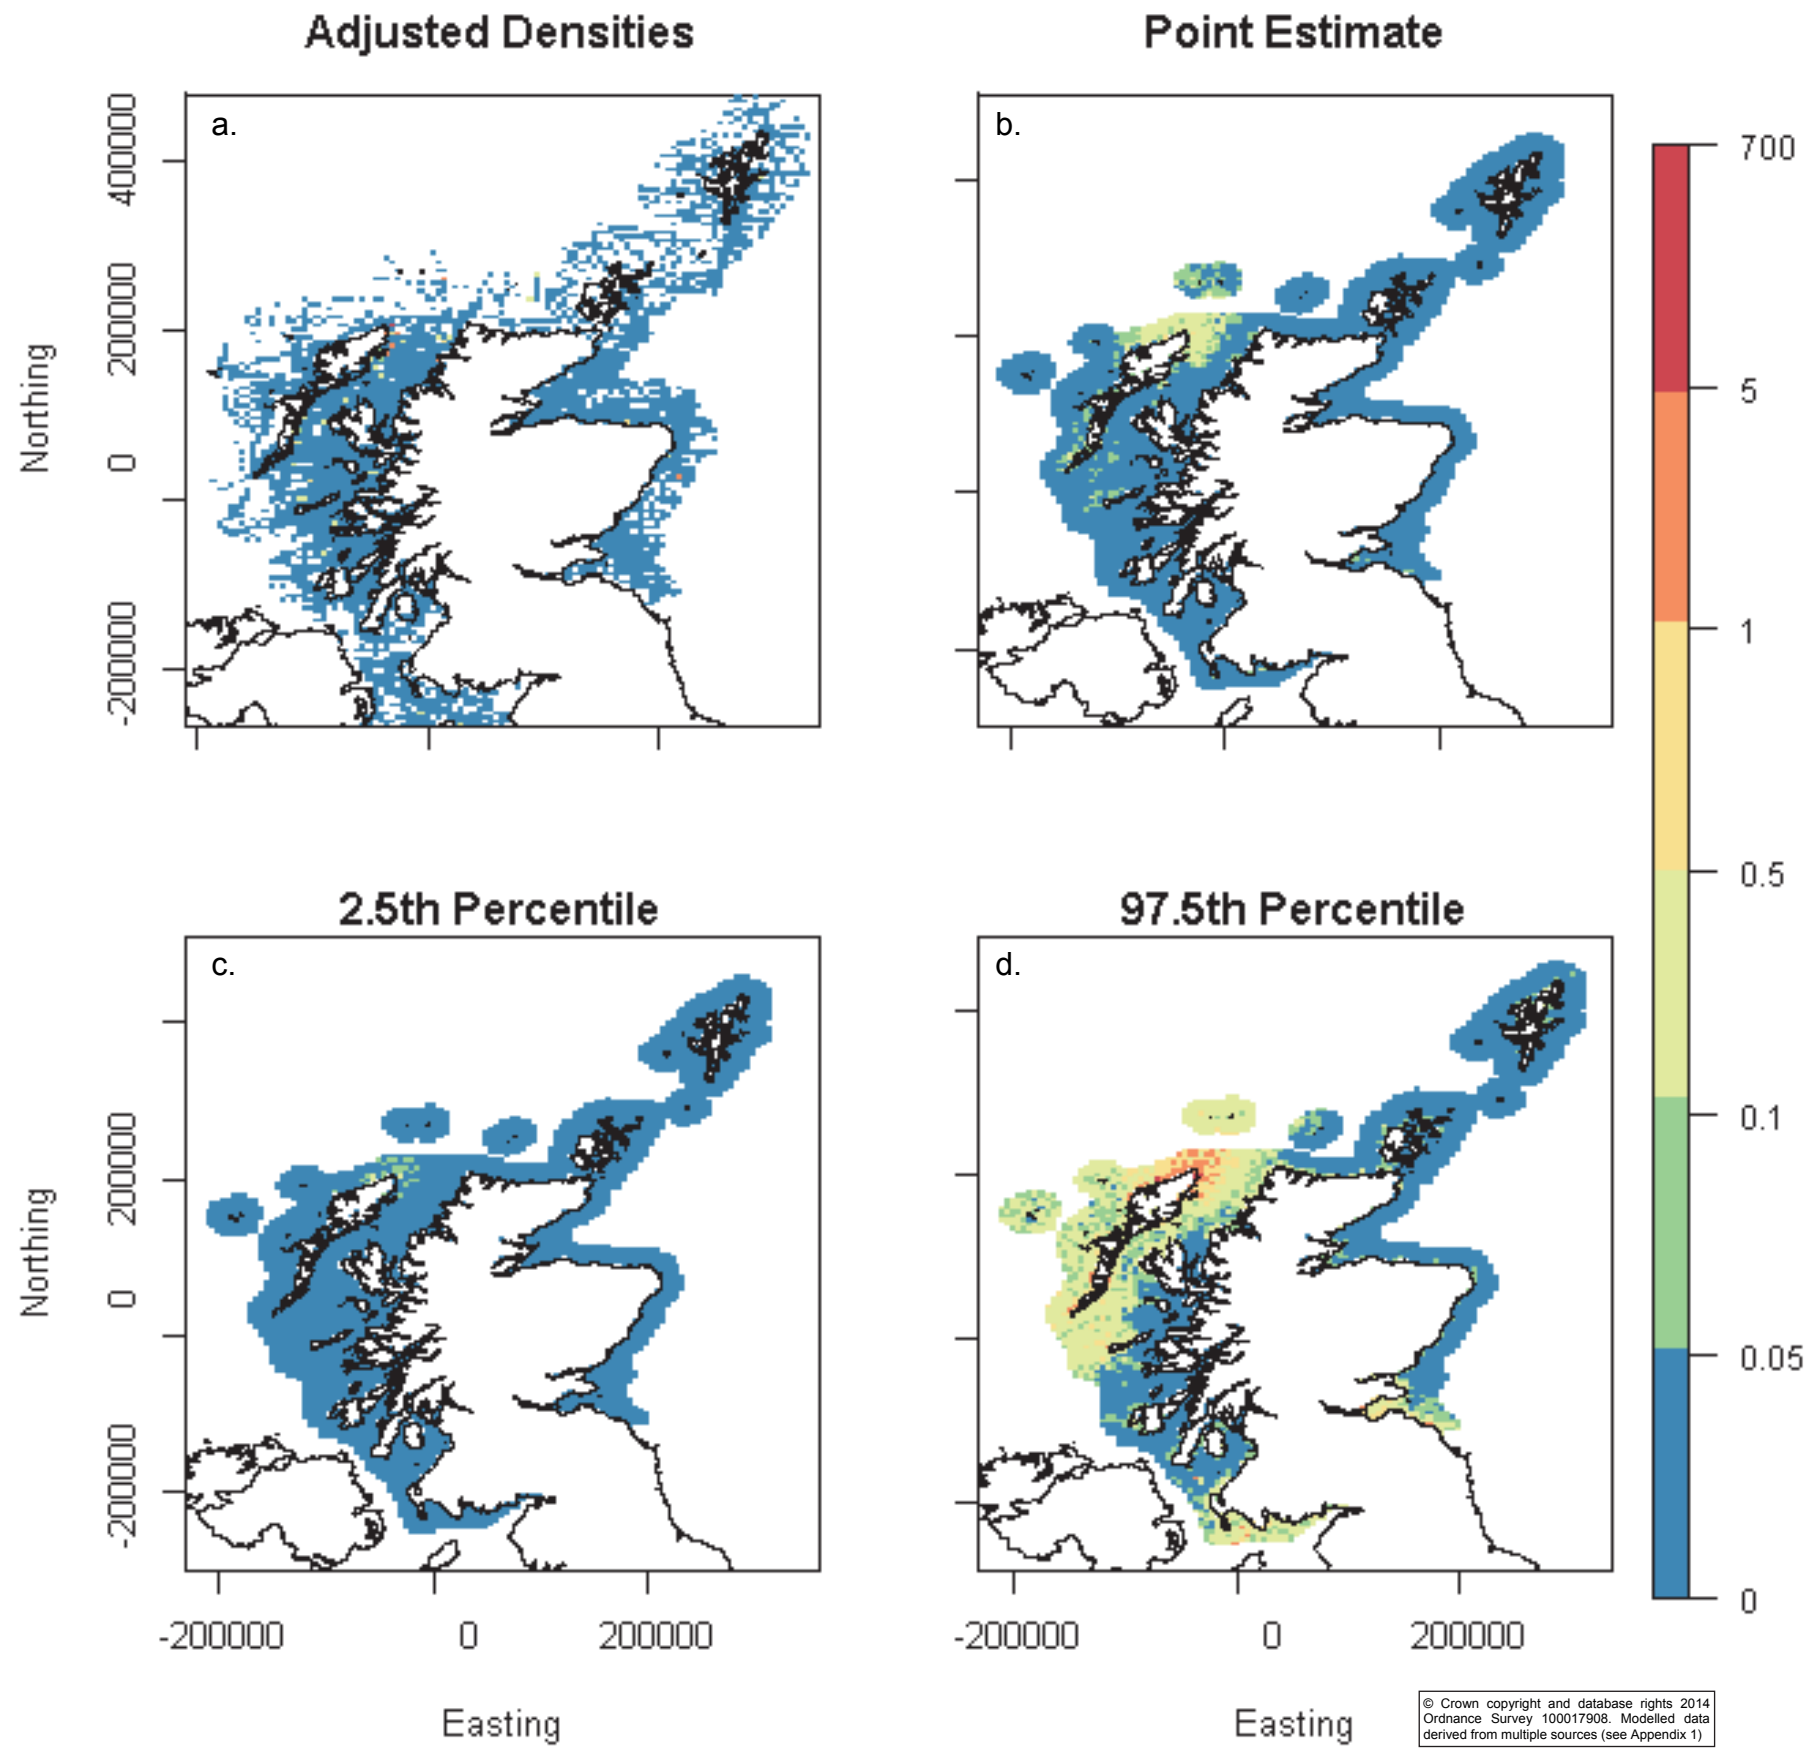 Adjusted Densities
Point Estimate
a.
b.
Northing
400000
200000
0
-200000
700
5
1
0.5
0.1
0.05
0
2.5th Percentile
97.5th Percentile
c.
d.
Northing
200000
0
-200000
-200000 0 200000
-200000 0 200000
Easting
Easting
© Crown copyright and database rights 2014
Ordnance Survey 100017908. Modelled data
derived from multiple sources (see Appendix 1)